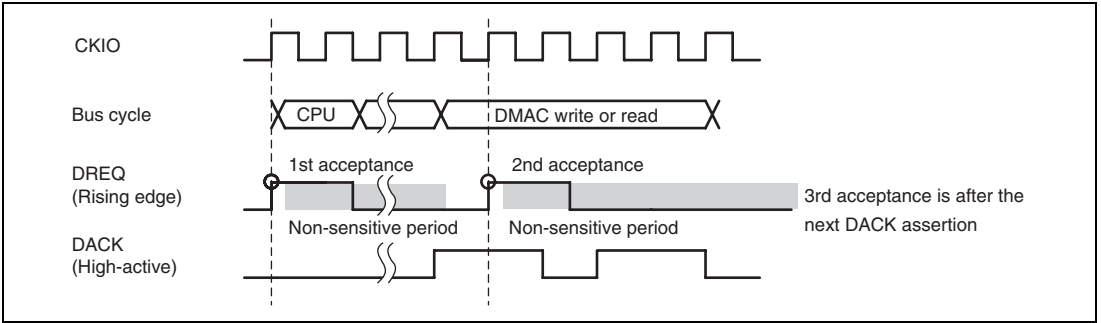 CKIO
Bus cycle
CPU
DMAC write or read
DREQ
(Rising edge)
1st acceptance
2nd acceptance
3rd acceptance is after the
next DACK assertion
Non-sensitive period
Non-sensitive period
DACK
(High-active)